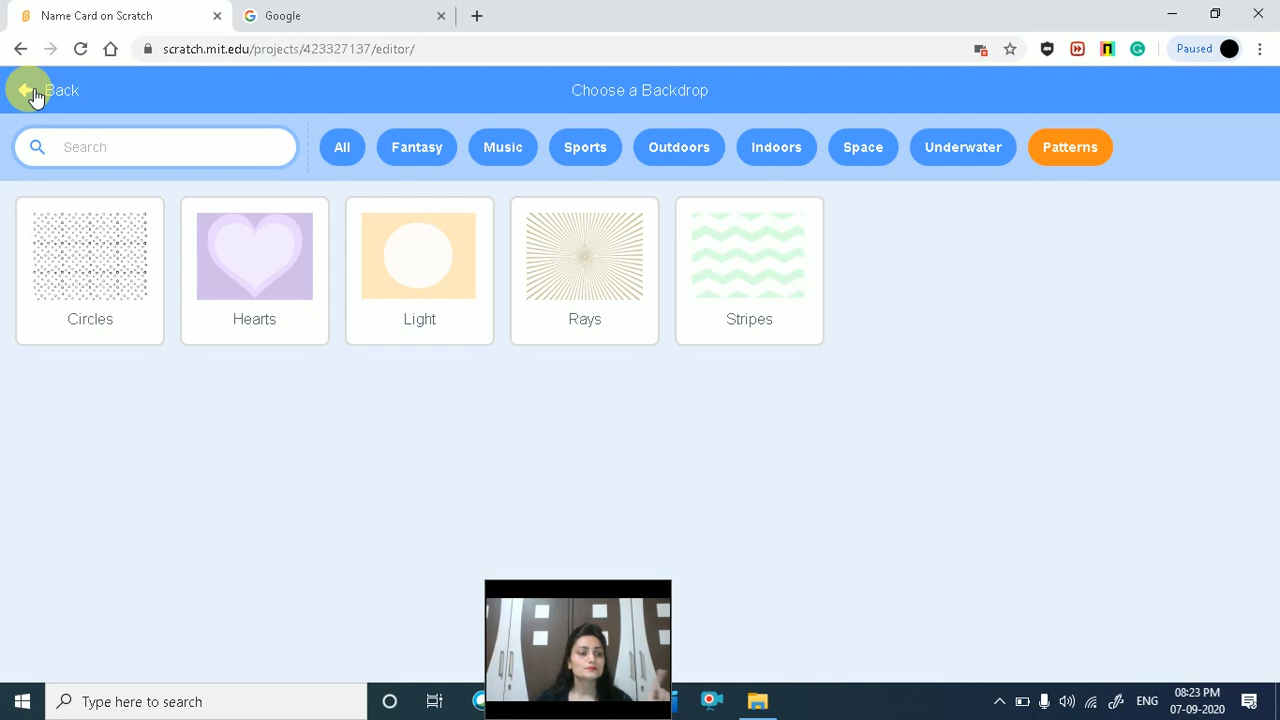 Name Card on Scratch
Google
scratch.mit.edu/projects/423327137/editor/
Paused
Back
Choose a Backdrop
Search
All
Fantasy
Music
Sports
Outdoors
Indoors
Space
Underwater
Patterns
Circles
Hearts
Light
Rays
Stripes
Type here to search
ENG
08:23 PM
07-09-2020